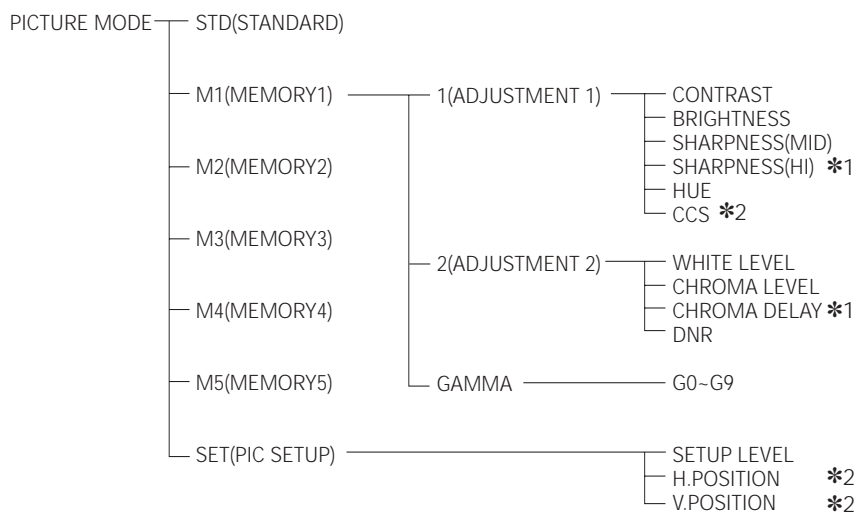 PICTURE MODE STD(STANDARD)
M1(MEMORY1) 1(ADJUSTMENT 1) CONTRAST
BRIGHTNESS
SHARPNESS(MID)
M2(MEMORY2) SHARPNESS(HI) ✻1
HUE
CCS ✻2
M3(MEMORY3)
2(ADJUSTMENT 2) WHITE LEVEL
CHROMA LEVEL
M4(MEMORY4) CHROMA DELAY ✻1
DNR
M5(MEMORY5) GAMMA G0~G9
SET(PIC SETUP) SETUP LEVEL
H.POSITION ✻2
V.POSITION ✻2